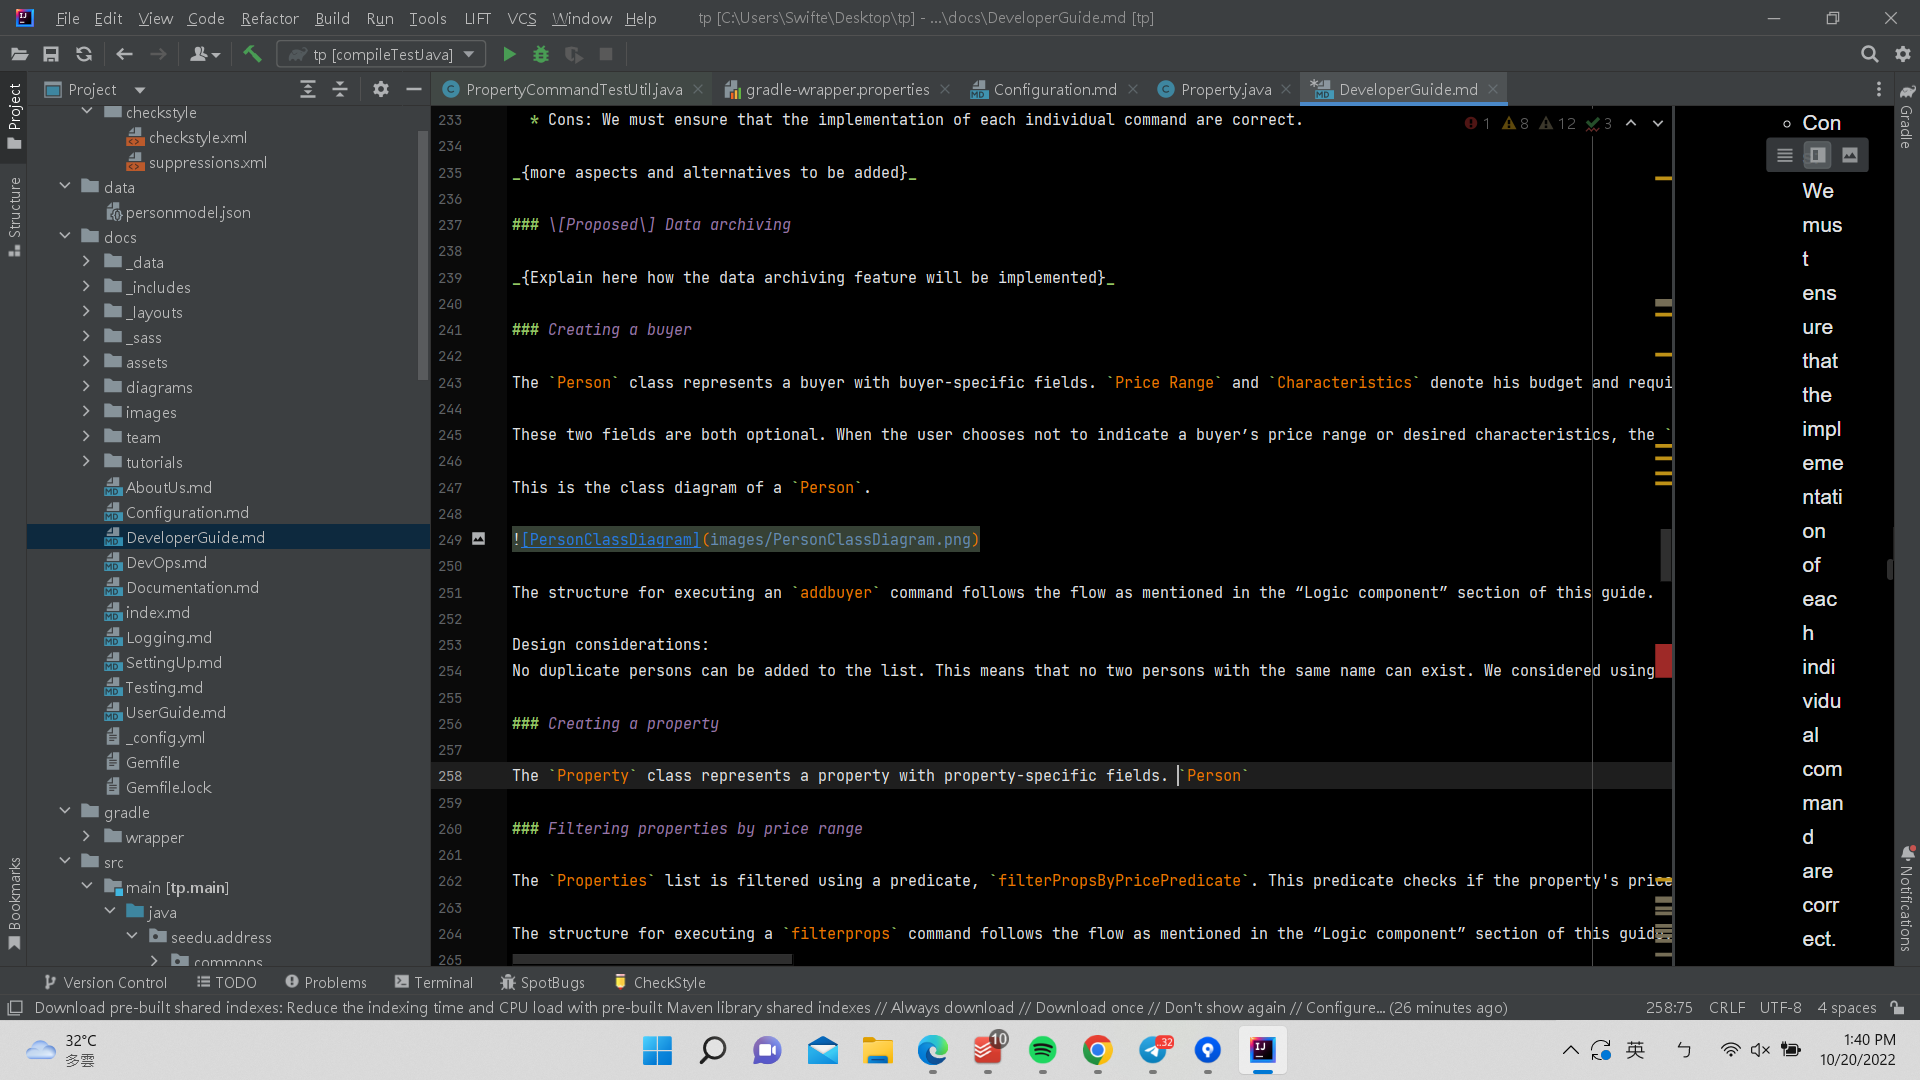 File Edit View Code Refactor Build Run Tools LIFT VCS Window Help tp [C:\Users\Swifte\Desktop\tp] - ...\docs\DeveloperGuide.md [tp]
tp [compileTestJava]
Project
PropertyCommandTestUtil.java gradle-wrapper.properties Configuration.md Property.java DeveloperGuide.md
Project
Structure
Bookmarks
checkstyle
checkstyle.xml
suppressions.xml
data
personmodel.json
docs
_data
_includes
_layouts
_sass
assets
diagrams
images
team
tutorials
AboutUs.md
Configuration.md
DeveloperGuide.md
DevOps.md
Documentation.md
index.md
Logging.md
SettingUp.md
Testing.md
UserGuide.md
_config.yml
Gemfile
Gemfile.lock
gradle
wrapper
src
main [tp.main]
java
seedu.address
commons
1 8 12 3
233 * Cons: We must ensure that the implementation of each individual command are correct.
234
235 _{more aspects and alternatives to be added}_
236
237 ### \[Proposed\] Data archiving
238
239 _{Explain here how the data archiving feature will be implemented}_
240
241 ### Creating a buyer
242
243 The `Person` class represents a buyer with buyer-specific fields. `Price Range` and `Characteristics` denote his budget and requi
244
245 These two fields are both optional. When the user chooses not to indicate a buyer’s price range or desired characteristics, the `
246
247 This is the class diagram of a `Person`.
248
249 ![PersonClassDiagram](images/PersonClassDiagram.png)
250
251 The structure for executing an `addbuyer` command follows the flow as mentioned in the “Logic component” section of this guide.
252
253 Design considerations:
254 No duplicate persons can be added to the list. This means that no two persons with the same name can exist. We considered using
255
256 ### Creating a property
257
258 The `Property` class represents a property with property-specific fields. `Person`
259
260 ### Filtering properties by price range
261
262 The `Properties` list is filtered using a predicate, `filterPropsByPricePredicate`. This predicate checks if the property's price
263
264 The structure for executing a `filterprops` command follows the flow as mentioned in the “Logic component” section of this guide
265
Con
We
mus
t
ens
ure
that
the
impl
eme
ntati
on
of
eac
h
indi
vidu
al
com
man
d
are
corr
ect.
Gradle
Notifications
Version Control TODO Problems Terminal SpotBugs CheckStyle
Download pre-built shared indexes: Reduce the indexing time and CPU load with pre-built Maven library shared indexes // Always download // Download once // Don't show again // Configure... (26 minutes ago) 258:75 CRLF UTF-8 4 spaces
32°C
多雲
10
32
英
ㄅ
1:40 PM
10/20/2022